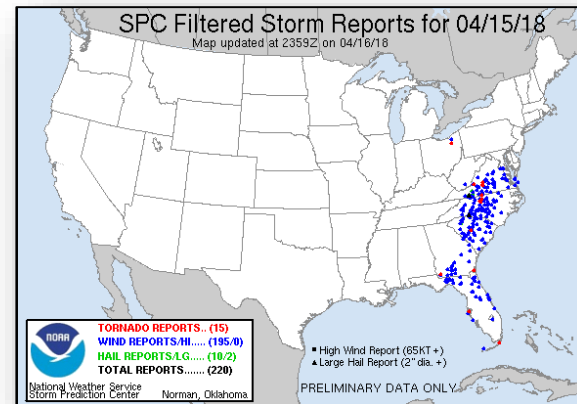 SPC Filtered Storm Reports for 04/15/18
Map updated at 2359Z on 04/16/18
NOAA
TORNADO REPORTS.. (15)
WIND REPORTS/HI..... (195/0)
HAIL REPORTS/LG..... (10/2)
TOTAL REPORTS....... (220)
National Weather Service
Storm Prediction Center Norman, Oklahoma
High Wind Report (65KT +)
Large Hail Report (2" dia. +)
PRELIMINARY DATA ONLY